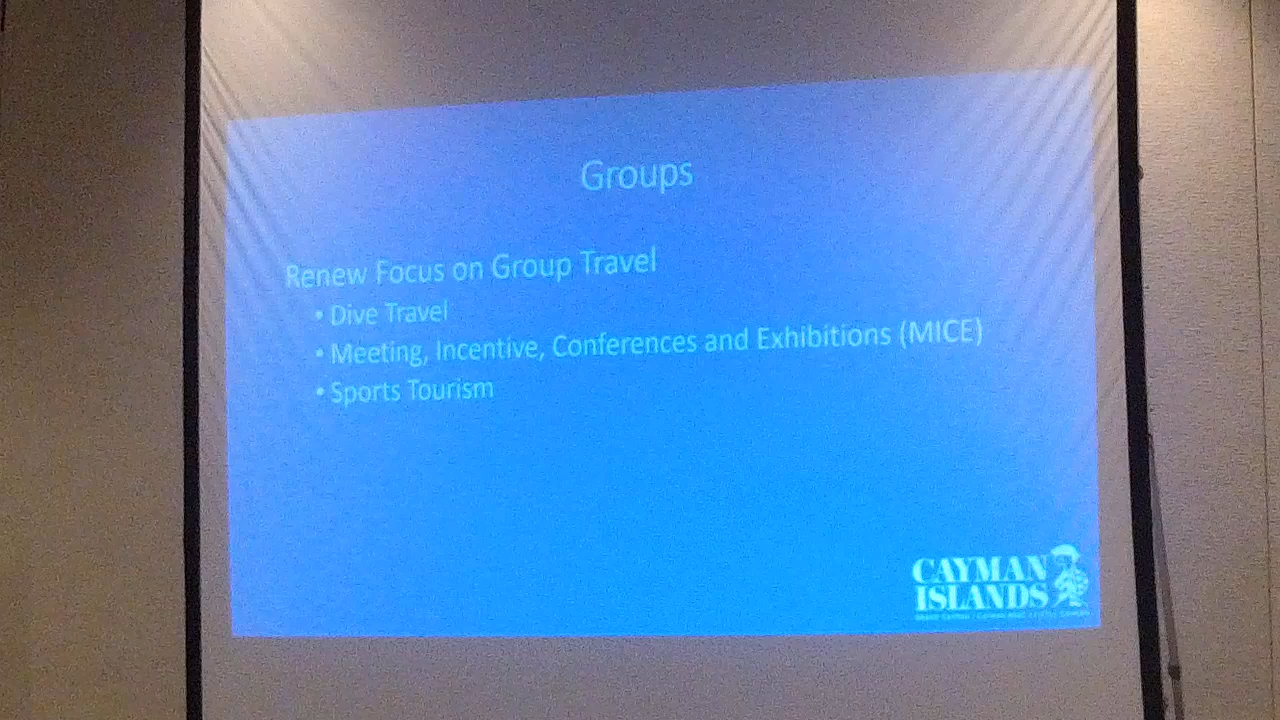 Groups
Renew Focus on Group Travel
• Dive Travel
• Meeting, Incentive, Conferences and Exhibitions (MICE)
• Sports Tourism
CAYMAN
ISLANDS